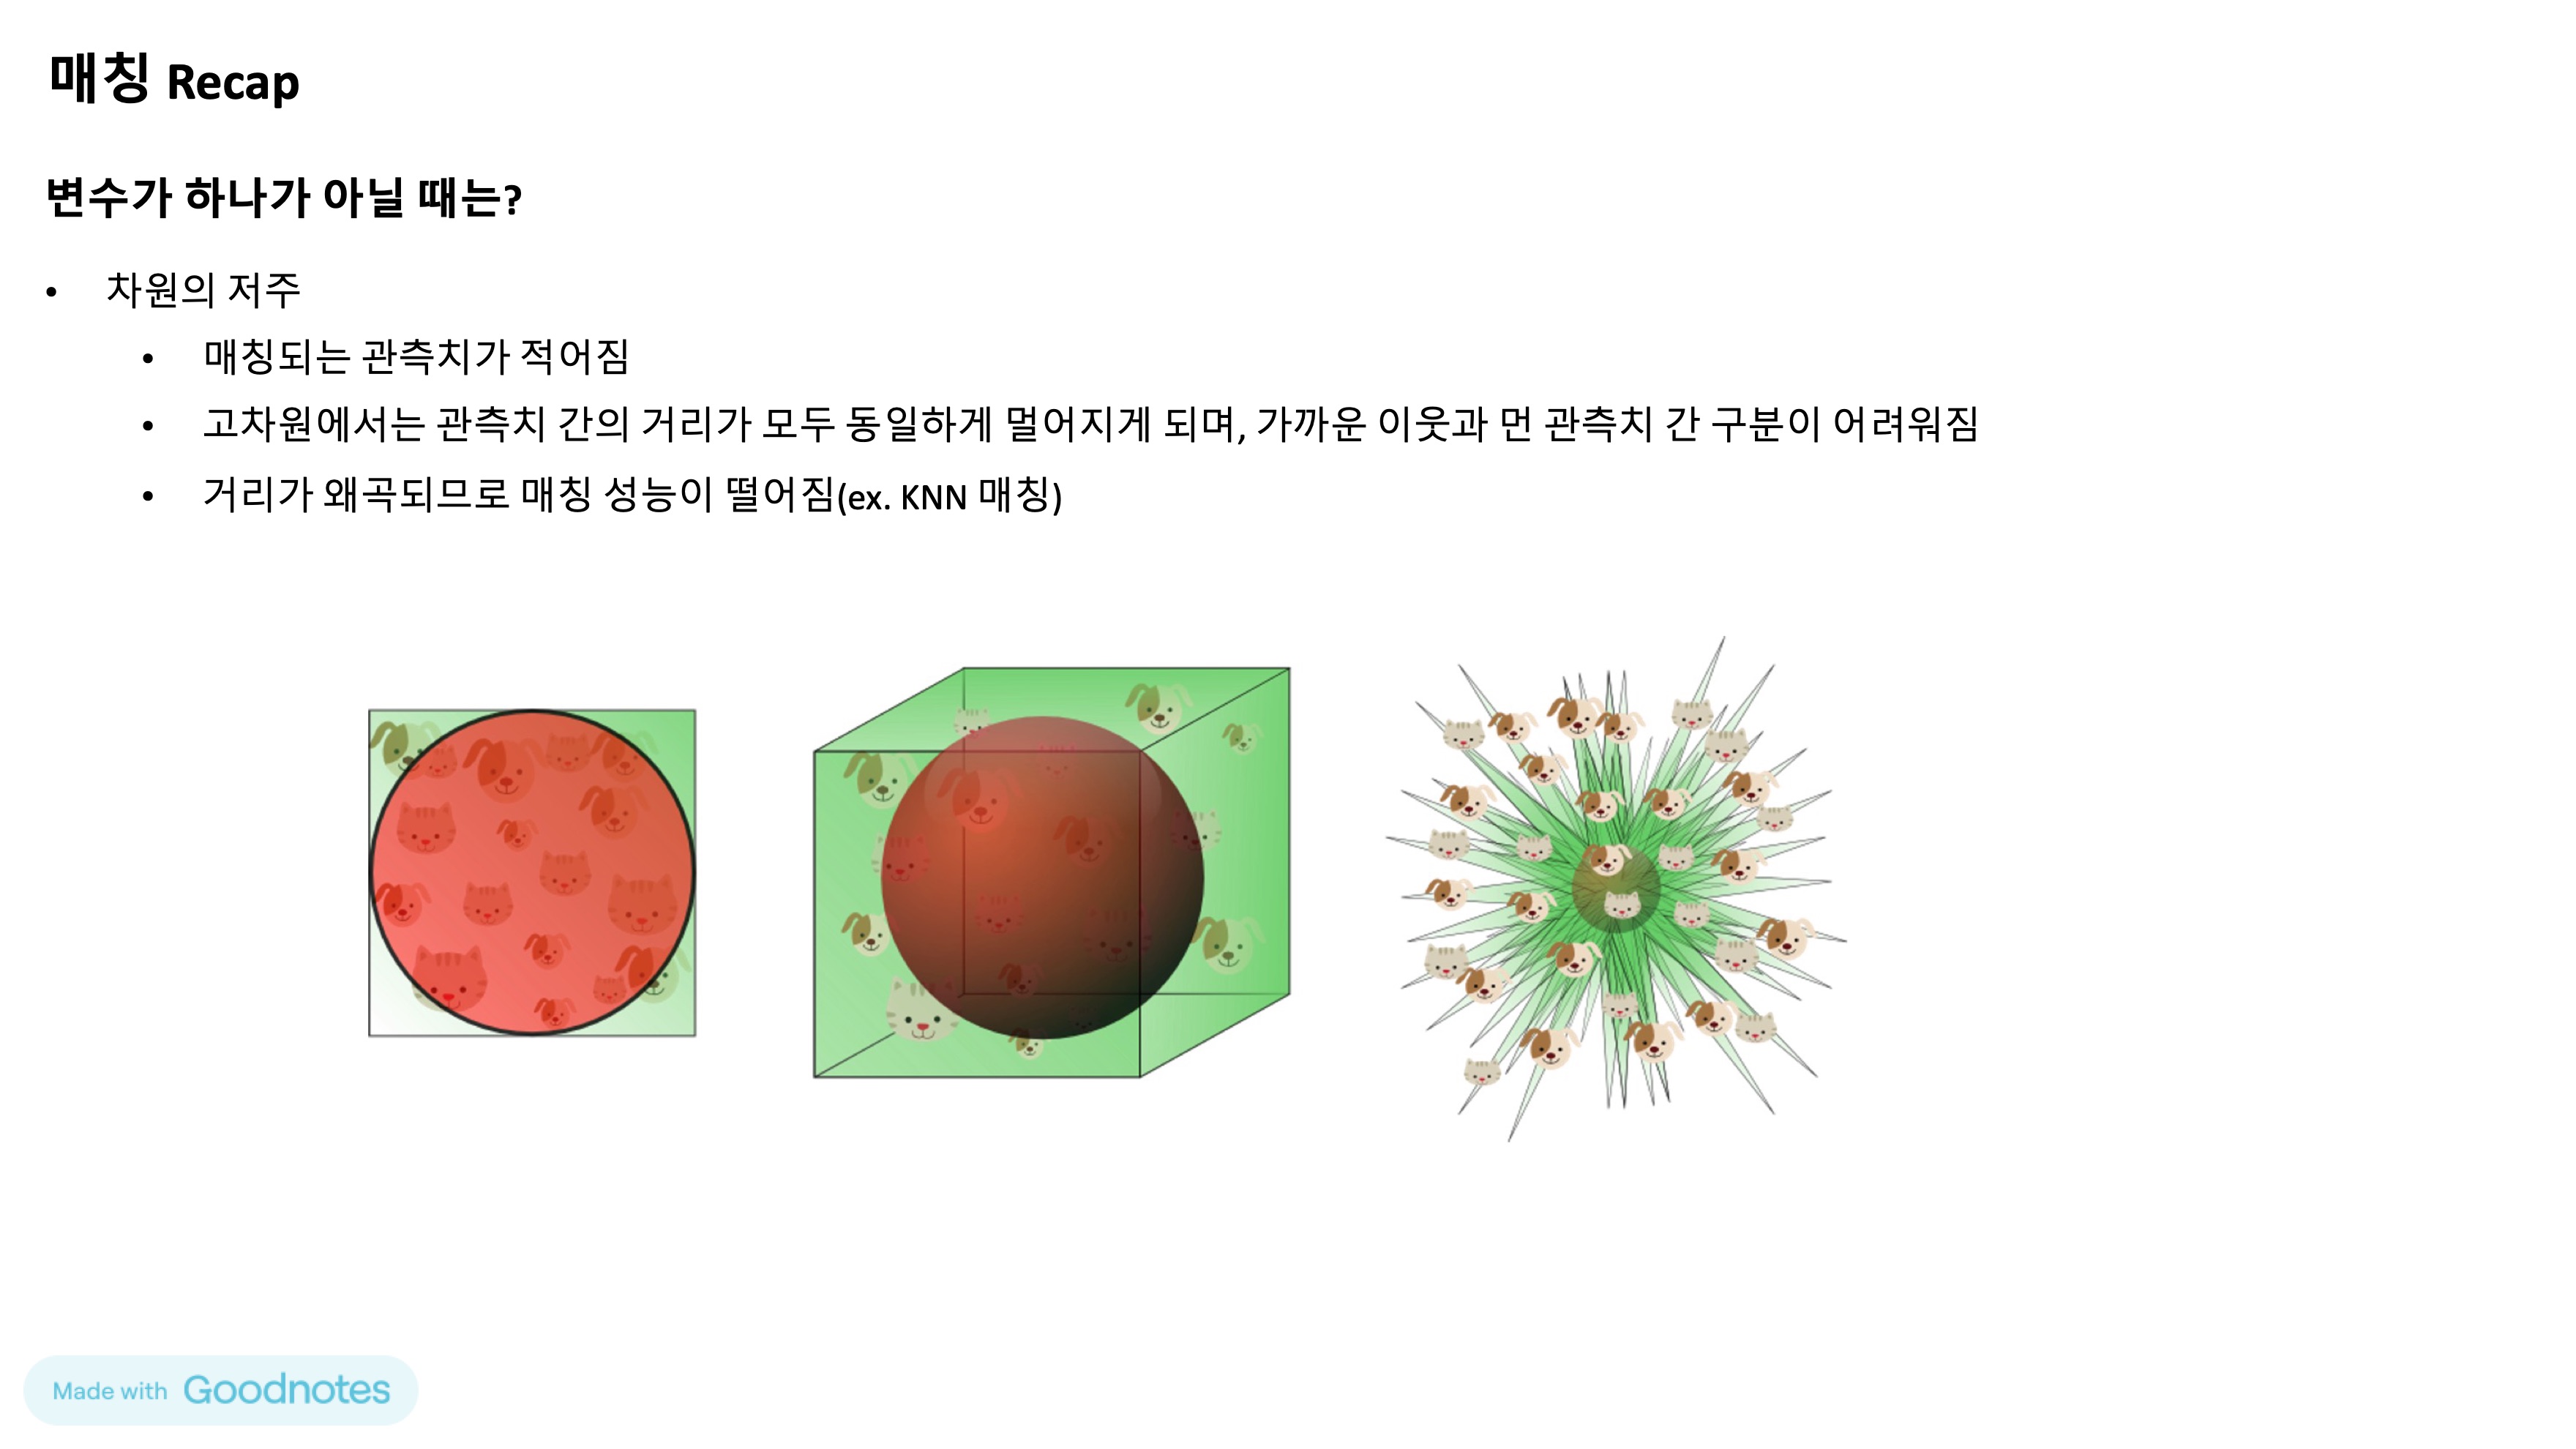 매칭 Recap
변수가 하나가 아닐 때는?
• 차원의 저주
• 매칭되는 관측치가 적어짐
• 고차원에서는 관측치 간의 거리가 모두 동일하게 멀어지게 되며, 가까운 이웃과 먼 관측치 간 구분이 어려워짐
• 거리가 왜곡되므로 매칭 성능이 떨어짐(ex. KNN 매칭)
Made with Goodnotes